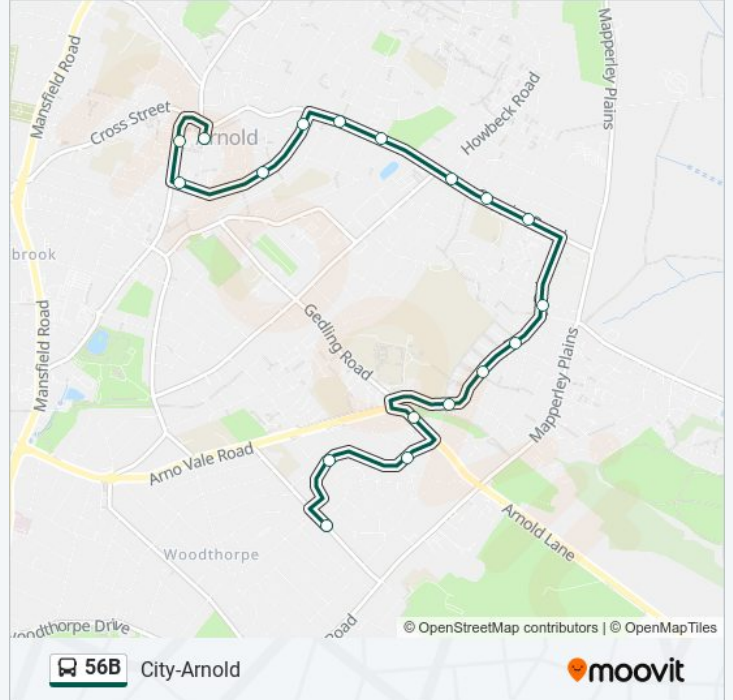 Mansfield Road
Mapperley Plains
Cross Street
Arnold
Howbeck Road
brook
Mansfield Road
Gedling Road
Mapperley Plains
Arno Vale Road
Arnold Lane
Woodthorpe
oodthorpe Drive
Road
© OpenStreetMap contributors | © OpenMapTiles
56B City-Arnold
moovit